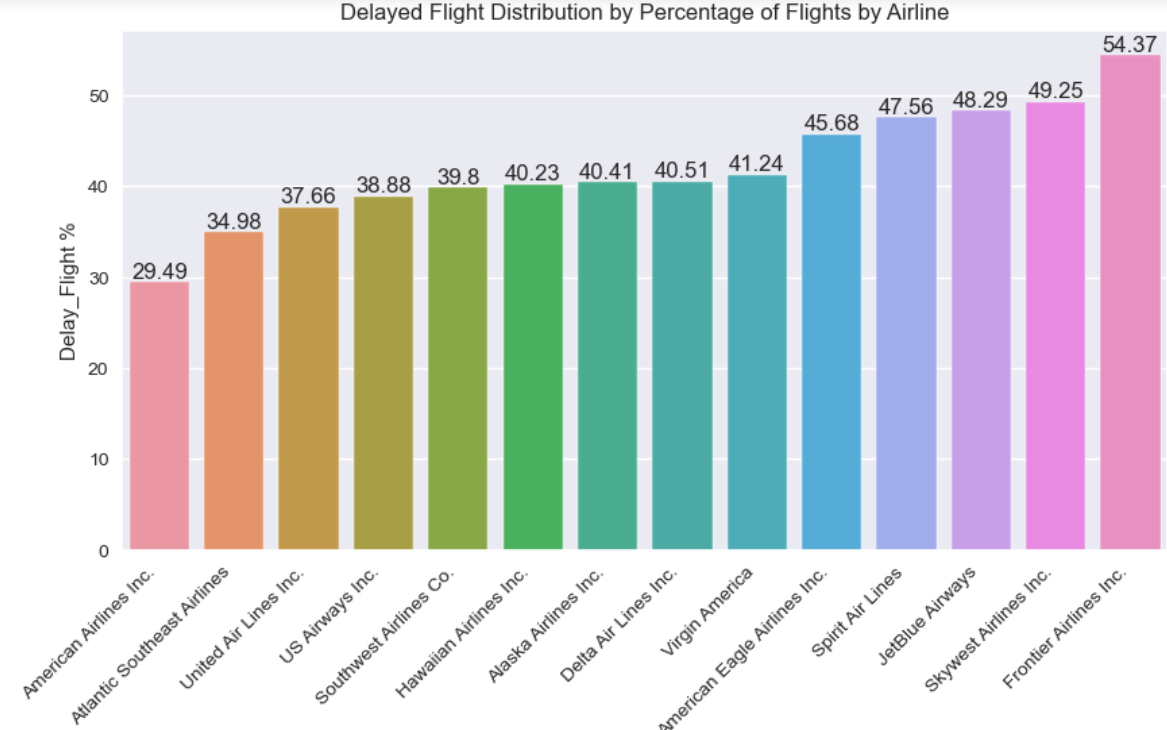 Delayed Flight Distribution by Percentage of Flights by Airline
Delay_Flight %
50
40
30
20
10
0
29.49
34.98
37.66
38.88
39.8
40.23
40.41
40.51
41.24
45.68
47.56
48.29
49.25
54.37
American Airlines Inc.
Atlantic Southeast Airlines
United Air Lines Inc.
US Airways Inc.
Southwest Airlines Co.
Hawaiian Airlines Inc.
Alaska Airlines Inc.
Delta Air Lines Inc.
Virgin America
American Eagle Airlines Inc.
Spirit Air Lines
JetBlue Airways
Skywest Airlines Inc.
Frontier Airlines Inc.